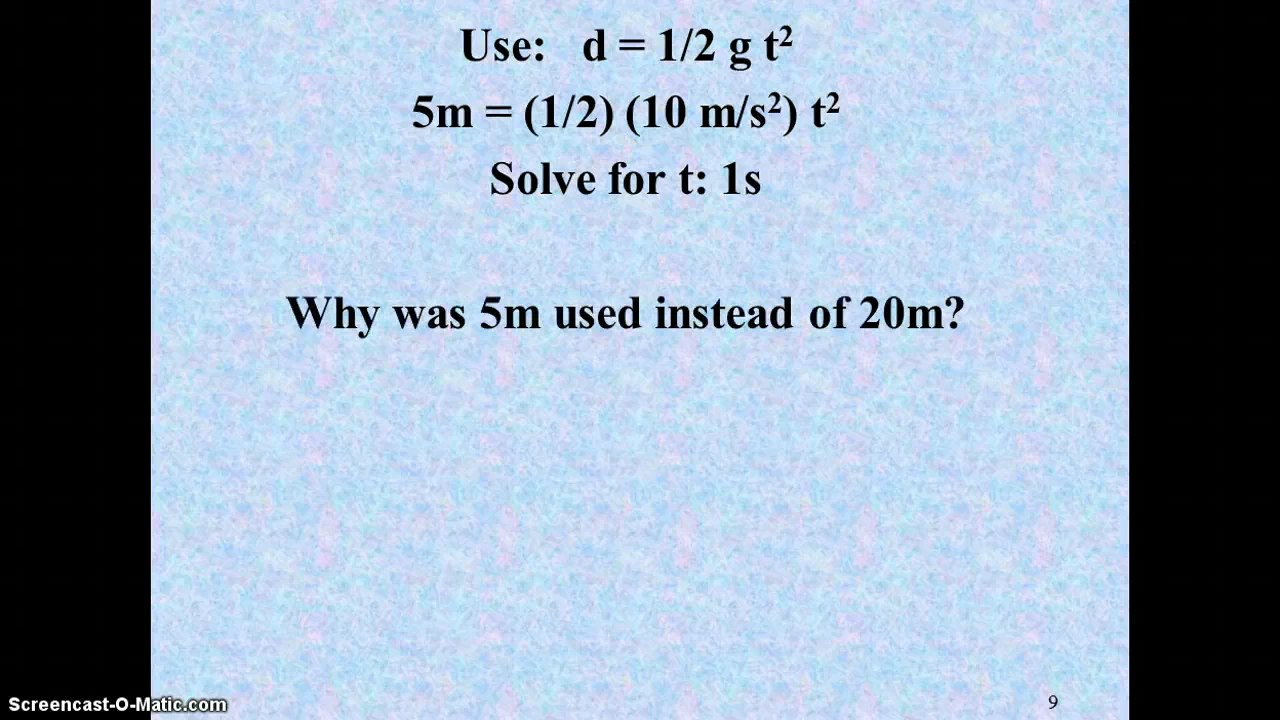 Use: d = 1/2 g t²
5m = (1/2) (10 m/s²) t²
Solve for t: 1s
Why was 5m used instead of 20m?
Screencast-O-Matic.com
9